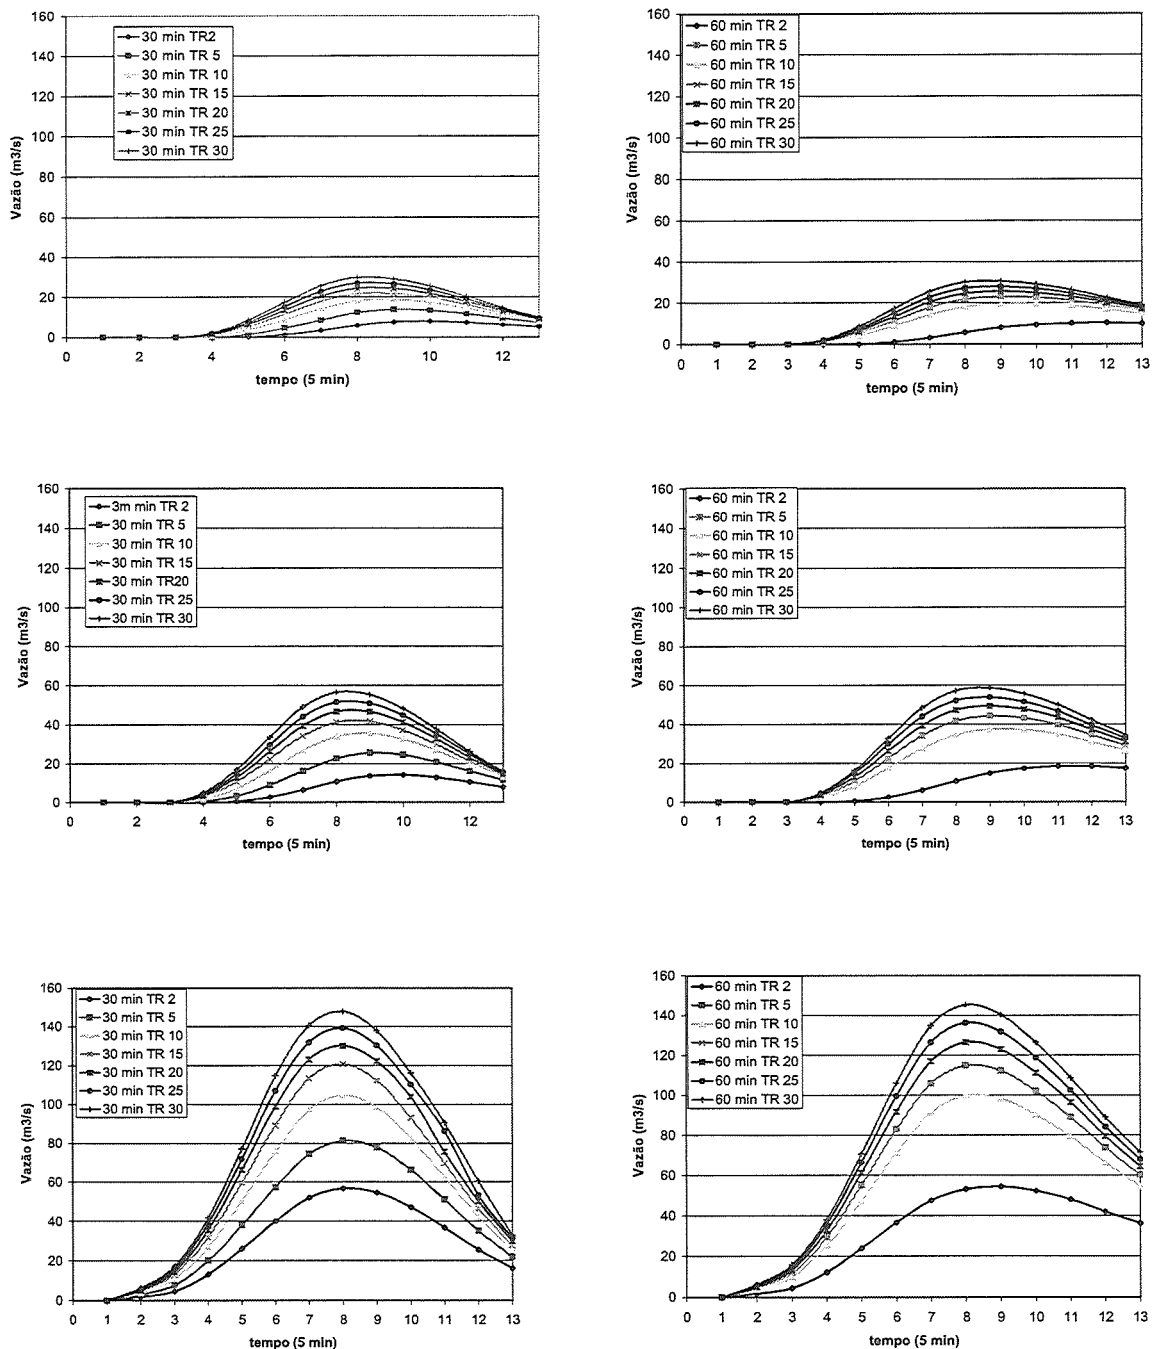 160
140
120
100
80
60
40
20
0
Vazão (m3/s)
30 min TR2
30 min TR 5
30 min TR 10
30 min TR 15
30 min TR 20
30 min TR 25
30 min TR 30
0 2 4 6 8 10 12
tempo (5 min)
160
140
120
100
80
60
40
20
0
Vazão (m3/s)
60 min TR 2
60 min TR 5
60 min TR 10
60 min TR 15
60 min TR 20
60 min TR 25
60 min TR 30
0 1 2 3 4 5 6 7 8 9 10 11 12 13
tempo (5 min)
160
140
120
100
80
60
40
20
0
Vazão (m3/s)
3m min TR 2
30 min TR 5
30 min TR 10
30 min TR 15
30 min TR20
30 min TR 25
30 min TR 30
0 2 4 6 8 10 12
tempo (5 min)
160
140
120
100
80
60
40
20
0
Vazão (m3/s)
60 min TR 2
60 min TR 5
60 min TR 10
60 min TR 15
60 min TR 20
60 min TR 25
60 min TR 30
0 1 2 3 4 5 6 7 8 9 10 11 12 13
tempo (5 min)
160
140
120
100
80
60
40
20
0
Vazão (m3/s)
30 min TR 2
30 min TR 5
30 min TR 10
30 min TR 15
30 min TR 20
30 min TR 25
30 min TR 30
0 1 2 3 4 5 6 7 8 9 10 11 12 13
tempo (5 min)
160
140
120
100
80
60
40
20
0
Vazão (m3/s)
60 min TR 2
60 min TR 5
60 min TR 10
60 min TR 15
60 min TR 20
60 min TR 25
60 min TR 30
0 1 2 3 4 5 6 7 8 9 10 11 12 13
tempo (5 min)